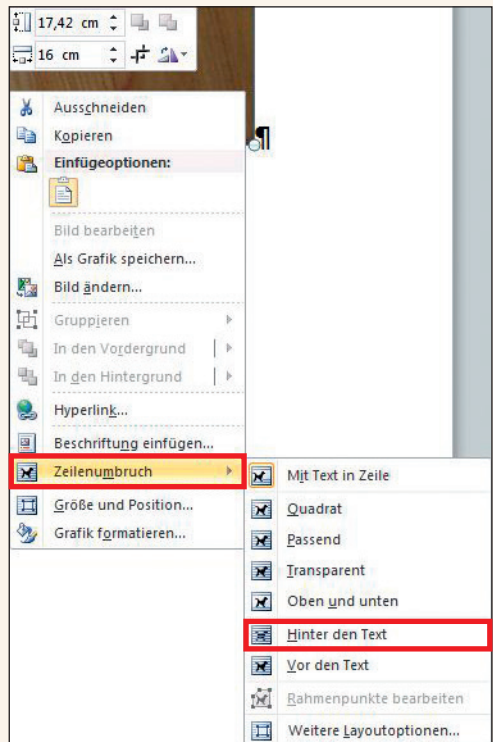 17,42 cm
16 cm
Ausschneiden
Kopieren
¶
Einfügeoptionen:
Bild bearbeiten
Als Grafik speichern...
Bild ändern...
Gruppieren
In den Vordergrund
In den Hintergrund
Hyperlink...
Beschriftung einfügen...
Zeilenumbruch
Größe und Position...
Grafik formatieren...
Mit Text in Zeile
Quadrat
Passend
Transparent
Oben und unten
Hinter den Text
Vor den Text
Rahmenpunkte bearbeiten
Weitere Layoutoptionen...